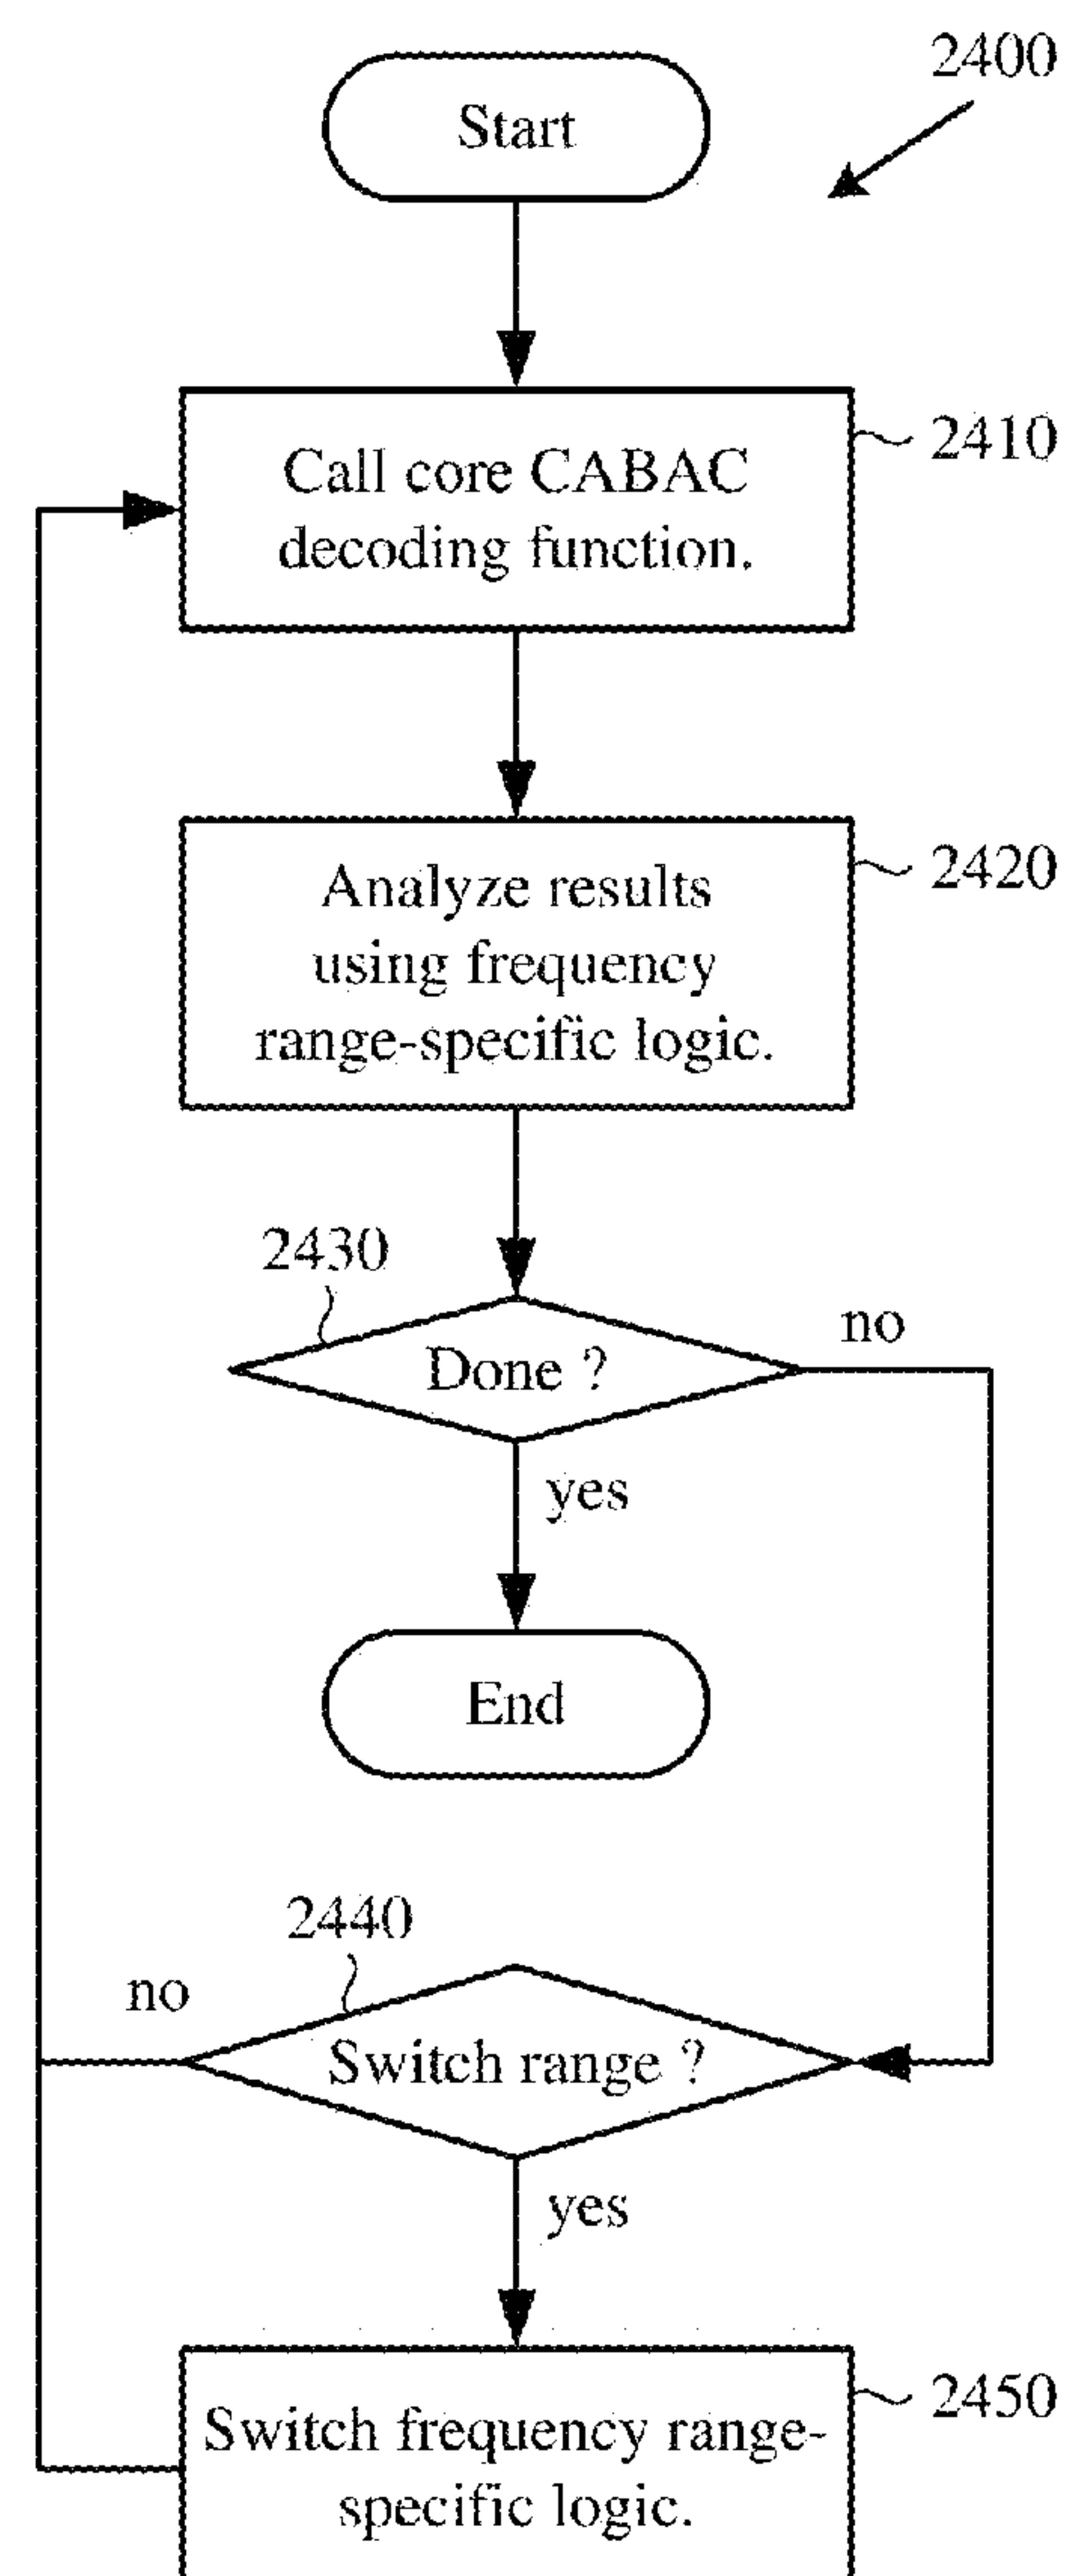 2400
Start
Call core CABAC
decoding function.
2410
Analyze results
using frequency
range-specific logic.
2420
2430
Done ?
no
yes
End
2440
no
Switch range ?
yes
Switch frequency range-
specific logic.
2450